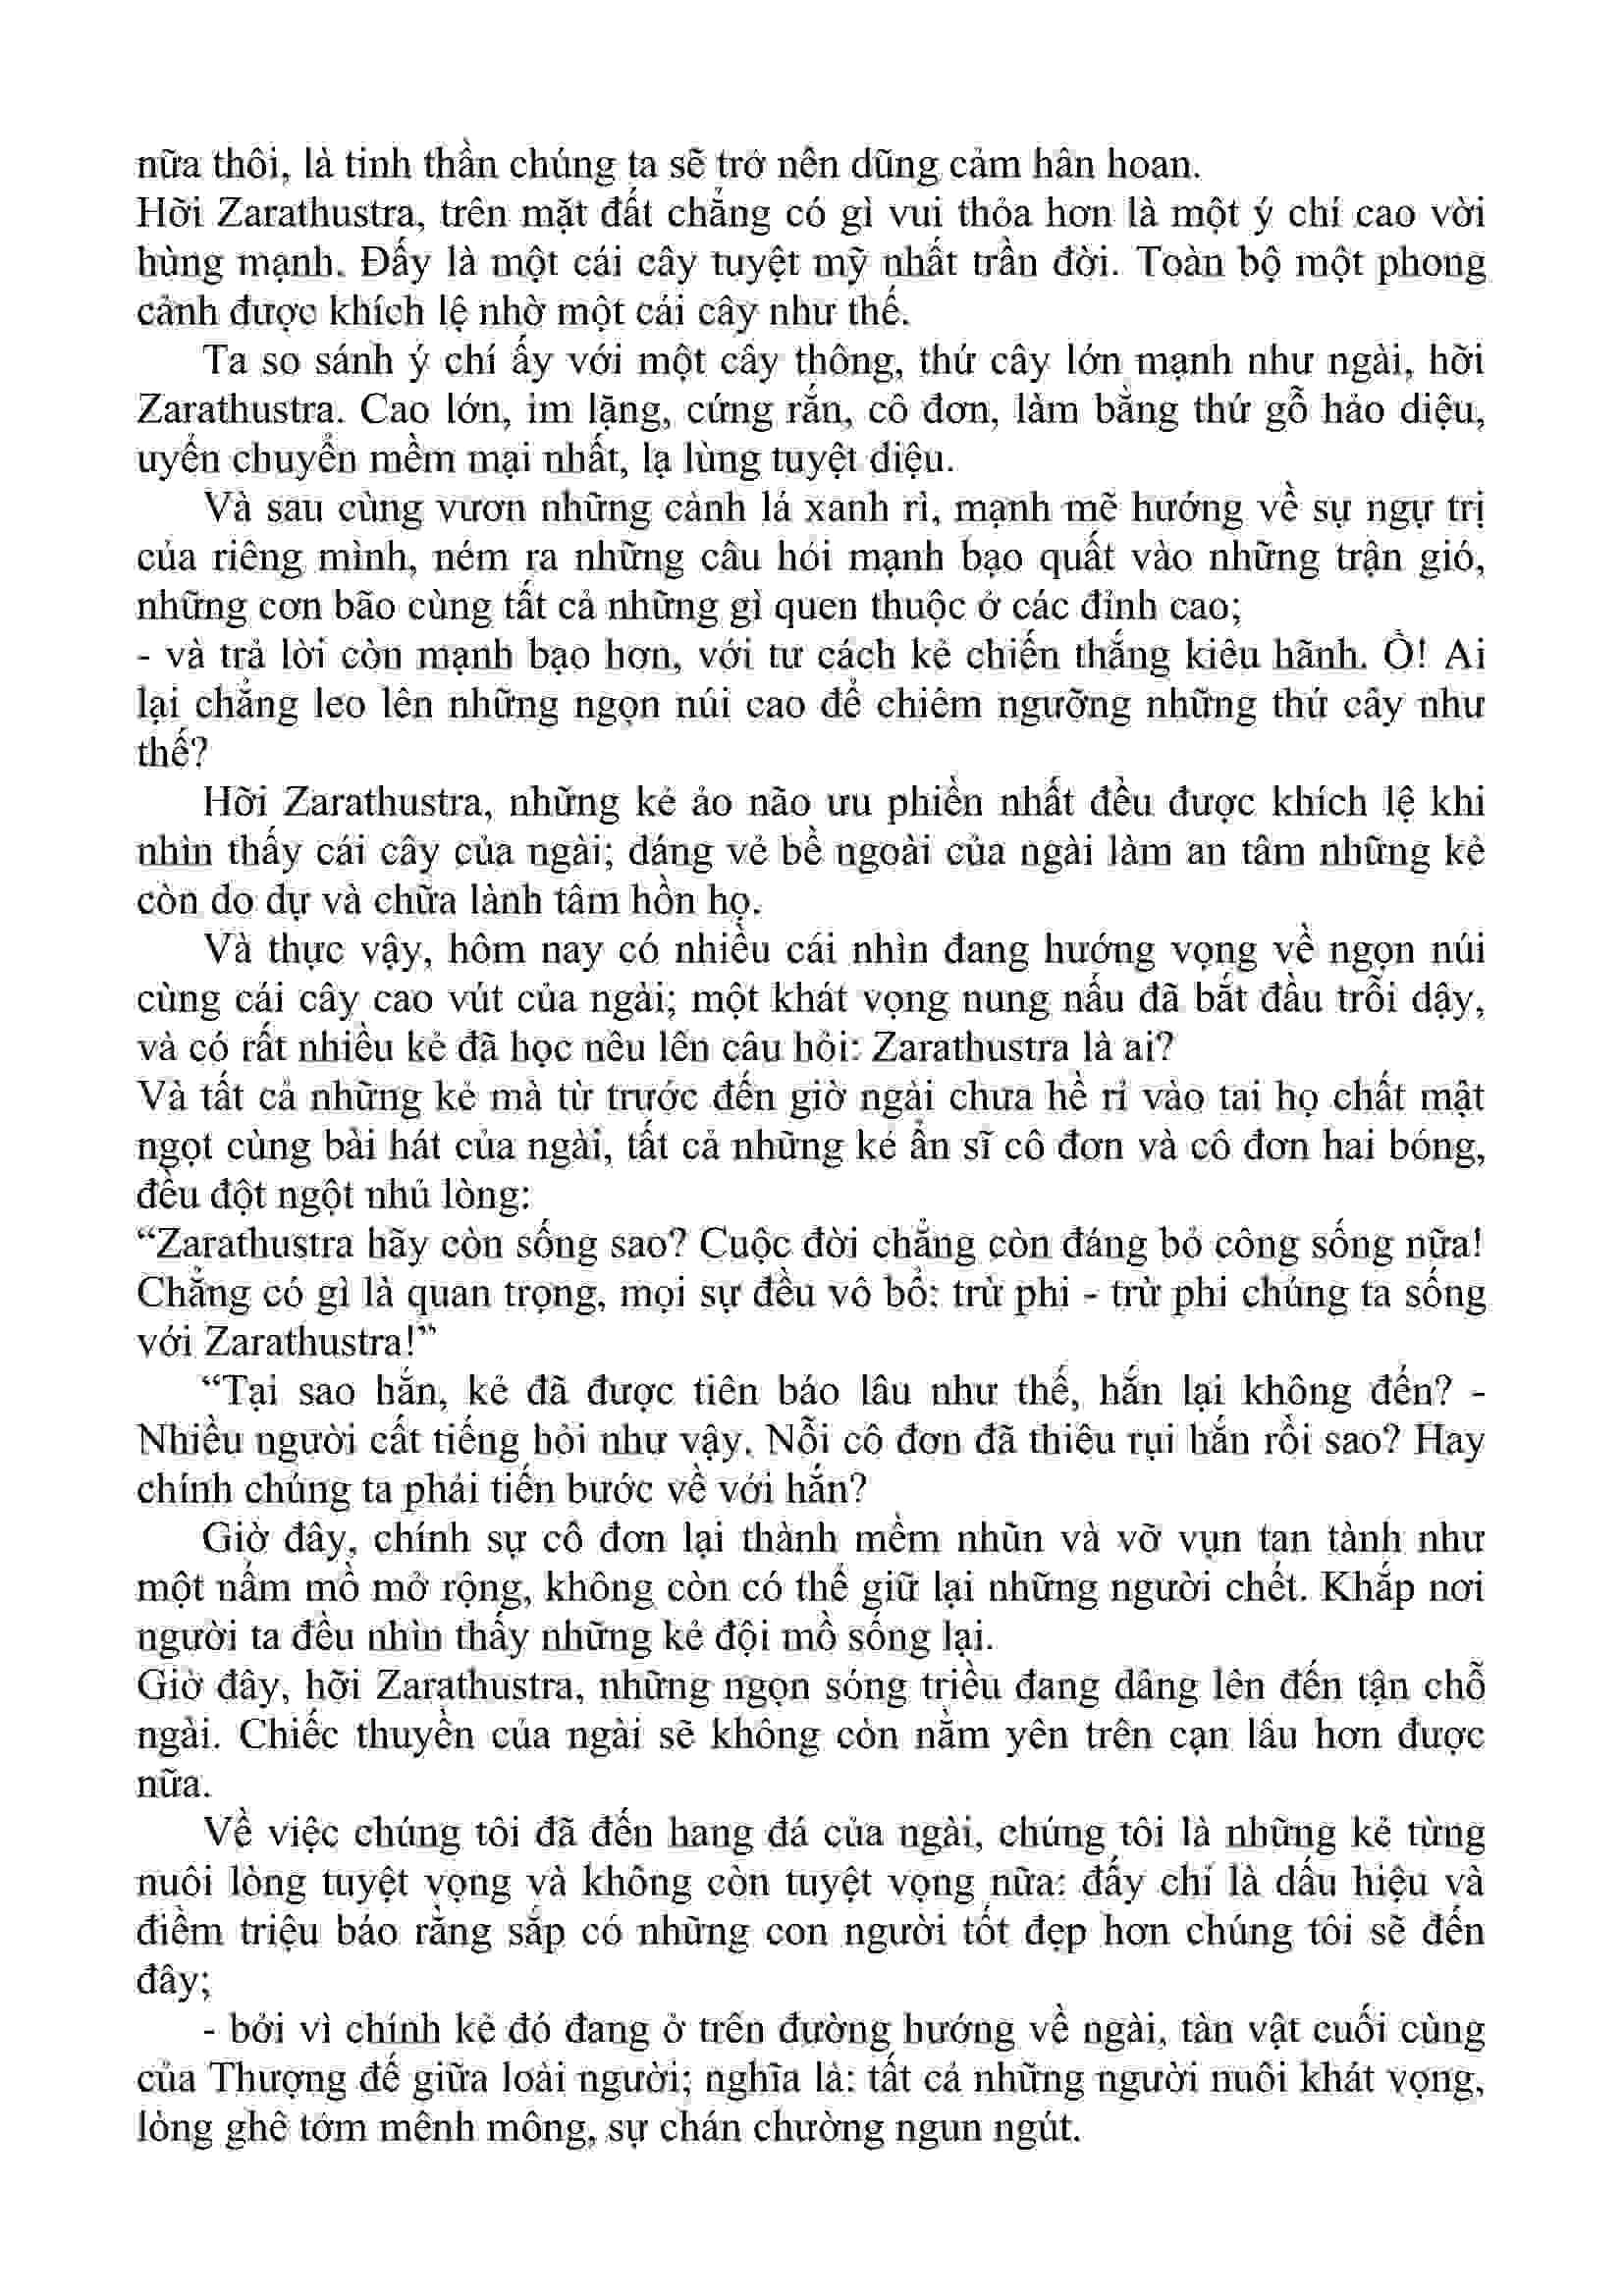 nữa thôi, là tinh thần chúng ta sẽ trở nên dũng cảm hân hoan.
Hỡi Zarathustra, trên mặt đất chẳng có gì vui thỏa hơn là một ý chí cao vời
hùng mạnh. Đấy là một cái cây tuyệt mỹ nhất trần đời. Toàn bộ một phong
cảnh được khích lệ nhờ một cái cây như thế.
Ta so sánh ý chí ấy với một cây thông, thứ cây lớn mạnh như ngài, hỡi
Zarathustra. Cao lớn, im lặng, cứng rắn, cô đơn, làm bằng thứ gỗ hảo diệu,
uyển chuyển mềm mại nhất, lạ lùng tuyệt diệu.
Và sau cùng vươn những cành lá xanh rì, mạnh mẽ hướng về sự ngự trị
của riêng mình, ném ra những câu hỏi mạnh bạo quất vào những trận gió,
những cơn bão cùng tất cả những gì quen thuộc ở các đỉnh cao;
- và trả lời còn mạnh bạo hơn, với tư cách kẻ chiến thắng kiêu hãnh. Ồ! Ai
lại chẳng leo lên những ngọn núi cao để chiêm ngưỡng những thứ cây như
thế?
Hỡi Zarathustra, những kẻ ảo não ưu phiền nhất đều được khích lệ khi
nhìn thấy cái cây của ngài; dáng vẻ bề ngoài của ngài làm an tâm những kẻ
còn do dự và chữa lành tâm hồn họ.
Và thực vậy, hôm nay có nhiều cái nhìn đang hướng vọng về ngọn núi
cùng cái cây cao vút của ngài; một khát vọng nung nấu đã bắt đầu trỗi dậy,
và có rất nhiều kẻ đã học nêu lên câu hỏi: Zarathustra là ai?
Và tất cả những kẻ mà từ trước đến giờ ngài chưa hề rỉ vào tai họ chất mật
ngọt cùng bài hát của ngài, tất cả những kẻ ẩn sĩ cô đơn và cô đơn hai bóng,
đều đột ngột nhủ lòng:
“Zarathustra hãy còn sống sao? Cuộc đời chẳng còn đáng bỏ công sống nữa!
Chẳng có gì là quan trọng, mọi sự đều vô bổ: trừ phi - trừ phi chúng ta sống
với Zarathustra!”
“Tại sao hắn, kẻ đã được tiên báo lâu như thế, hắn lại không đến? -
Nhiều người cất tiếng hỏi như vậy. Nỗi cô đơn đã thiêu rụi hắn rồi sao? Hay
chính chúng ta phải tiến bước về với hắn?
Giờ đây, chính sự cô đơn lại thành mềm nhũn và vỡ vụn tan tành như
một nấm mồ mở rộng, không còn có thể giữ lại những người chết. Khắp nơi
người ta đều nhìn thấy những kẻ đội mồ sống lại.
Giờ đây, hỡi Zarathustra, những ngọn sóng triều đang dâng lên đến tận chỗ
ngài. Chiếc thuyền của ngài sẽ không còn nằm yên trên cạn lâu hơn được
nữa.
Về việc chúng tôi đã đến hang đá của ngài, chúng tôi là những kẻ từng
nuôi lòng tuyệt vọng và không còn tuyệt vọng nữa: đấy chỉ là dấu hiệu và
điềm triệu báo rằng sắp có những con người tốt đẹp hơn chúng tôi sẽ đến
đây;
- bởi vì chính kẻ đó đang ở trên đường hướng về ngài, tàn vật cuối cùng
của Thượng đế giữa loài người; nghĩa là: tất cả những người nuôi khát vọng,
lòng ghê tởm mênh mông, sự chán chường ngun ngút.